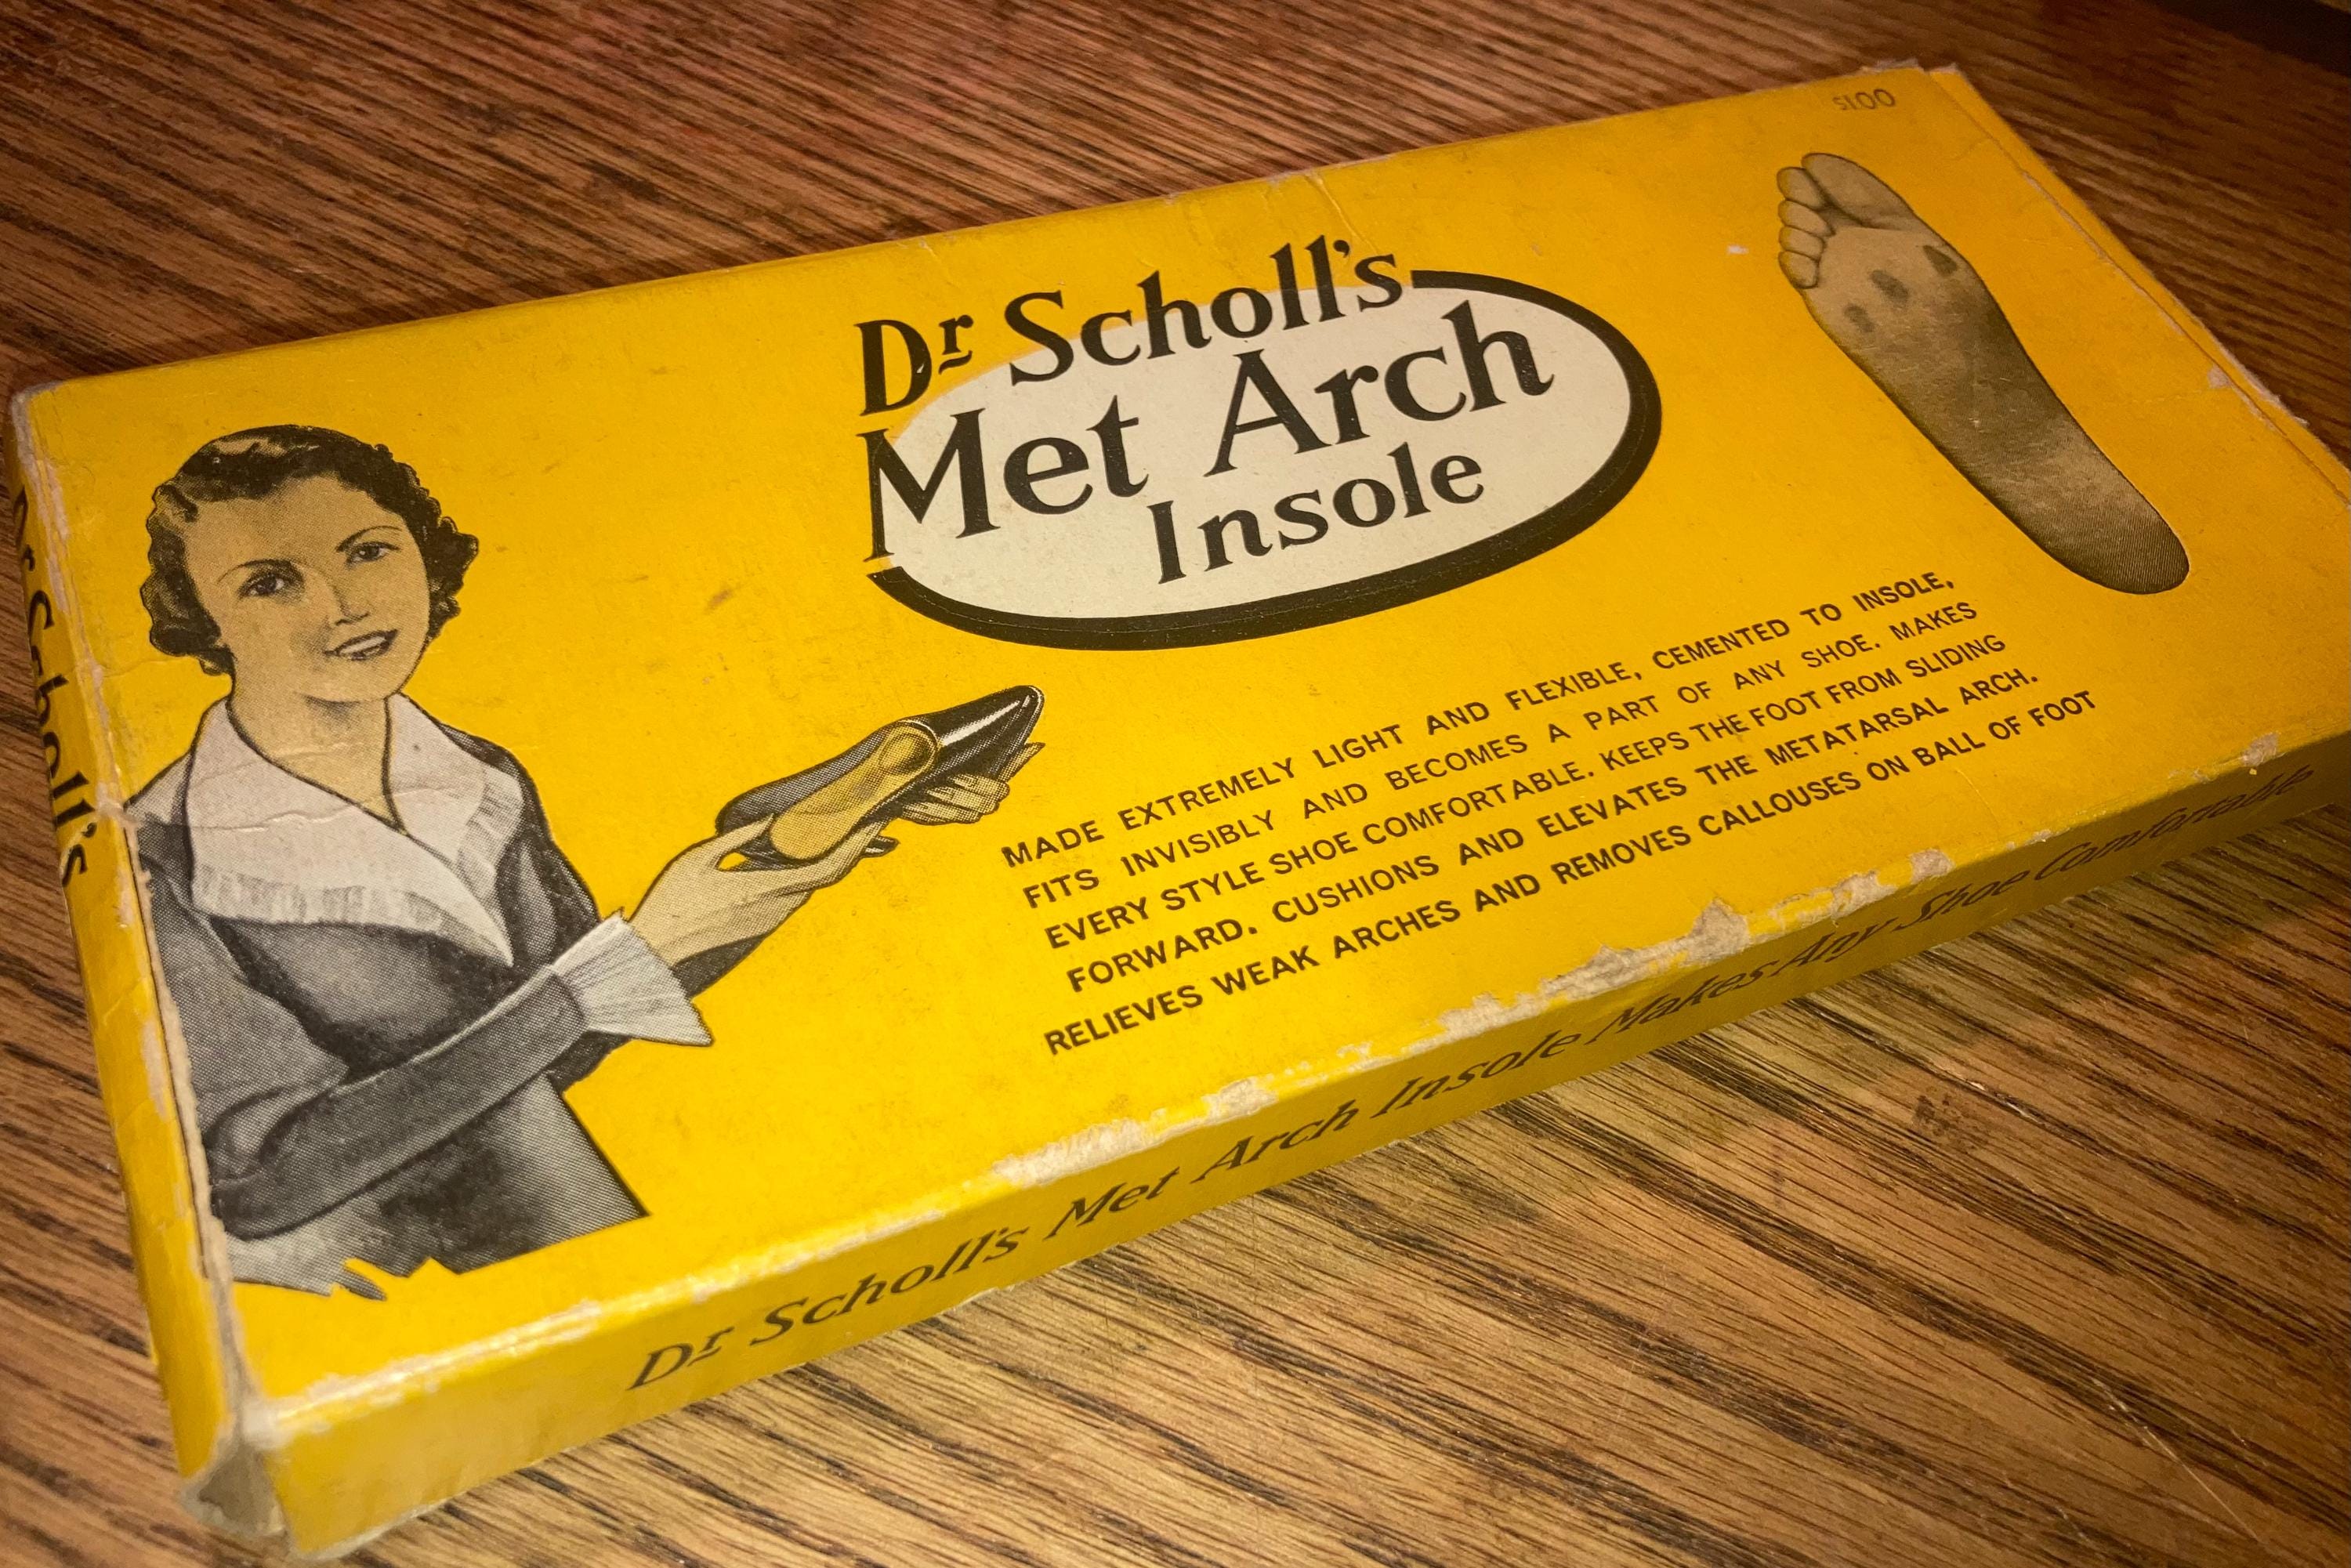 $1.00
Dr Scholl's
Met Arch
Insole
MADE EXTREMELY LIGHT AND FLEXIBLE, CEMENTED TO INSOLE,
FITS INVISIBLY AND BECOMES A PART OF ANY SHOE. MAKES
EVERY STYLE SHOE COMFORTABLE. KEEPS THE FOOT FROM SLIDING
FORWARD. CUSHIONS AND ELEVATES THE METATARSAL ARCH.
RELIEVES WEAK ARCHES AND REMOVES CALLOUSES ON BALL OF FOOT
Dr Scholl's Met Arch Insole Makes Any Shoe Comfortable
Dr Scholl's